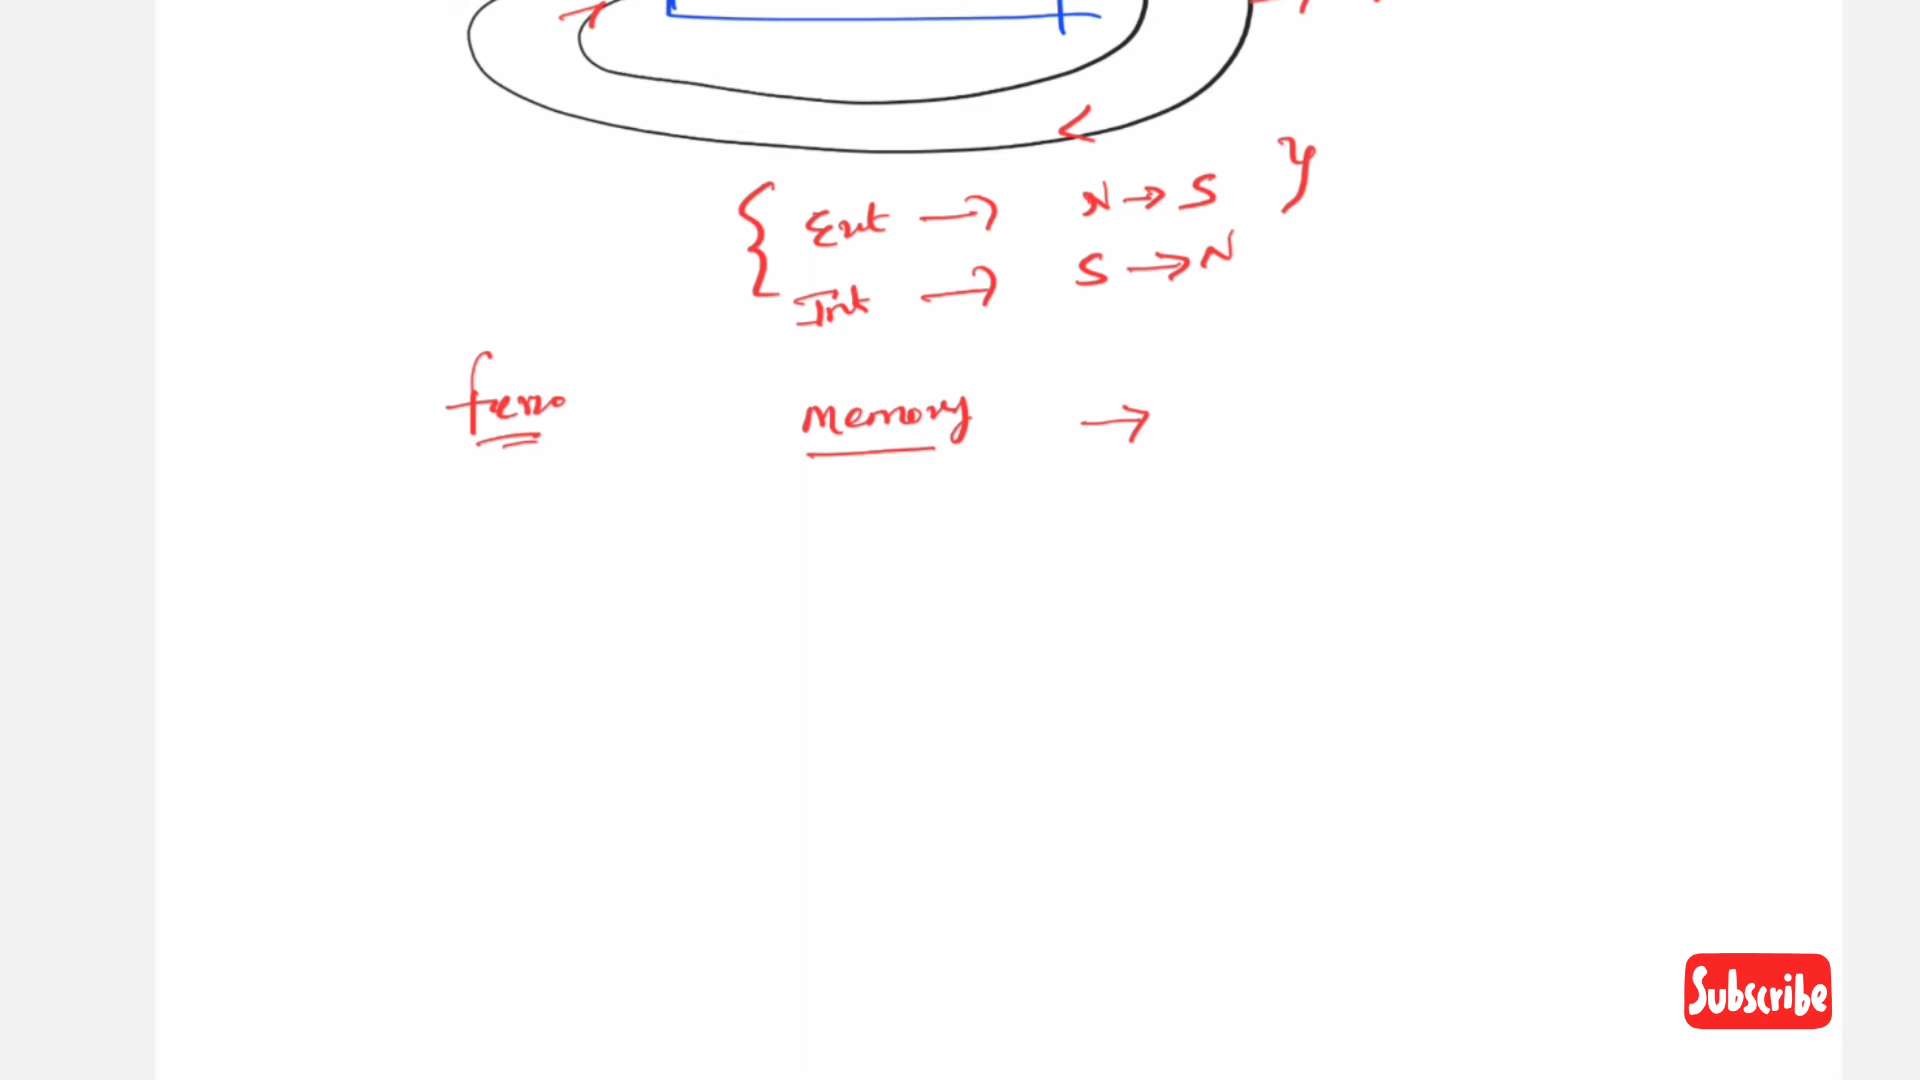 { Ext → N → S }
Int → S → N
ferro memory →
Subscribe